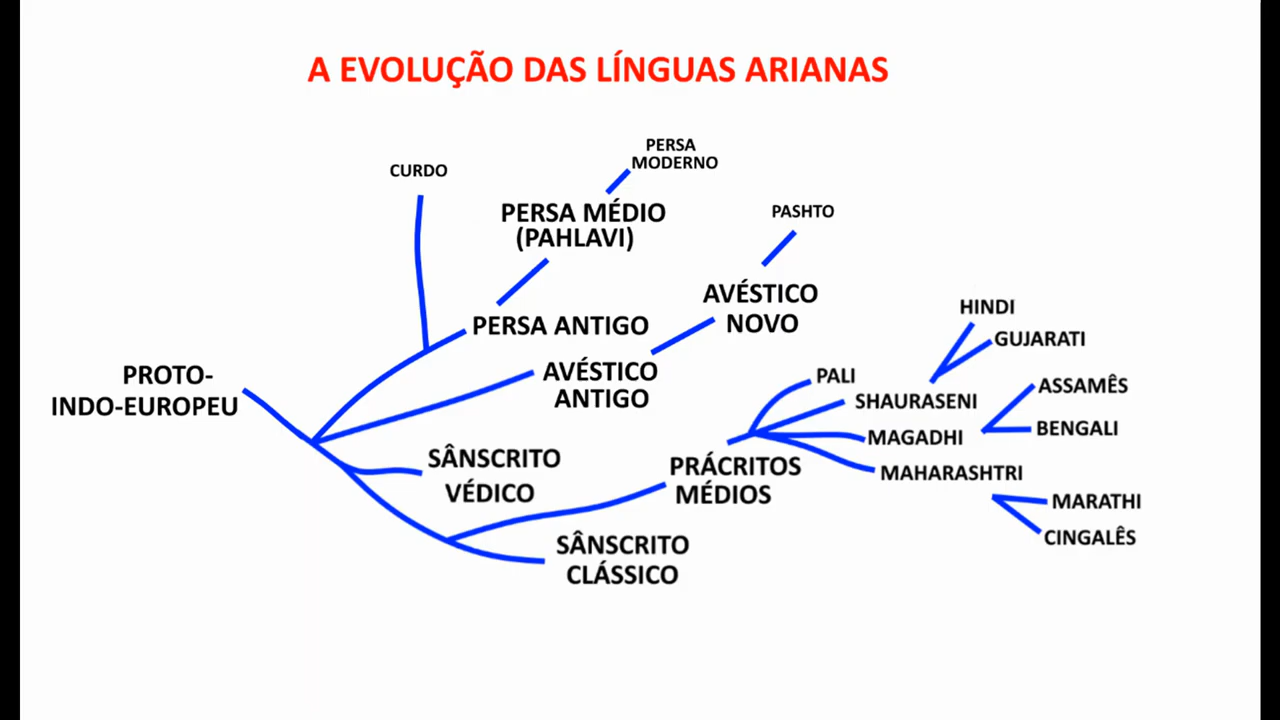 A EVOLUÇÃO DAS LÍNGUAS ARIANAS
CURDO
PERSA
MODERNO
PERSA MÉDIO
(PAHLAVI)
PASHTO
AVÉSTICO
NOVO
PERSA ANTIGO
AVÉSTICO
ANTIGO
PROTO-
INDO-EUROPEU
HINDI
GUJARATI
PALI
SHAURASENI
MAGADHI
MAHARASHTRI
ASSAMÊS
BENGALI
MARATHI
CINGALÊS
SÂNSCRITO
VÉDICO
PRÁCRITOS
MÉDIOS
SÂNSCRITO
CLÁSSICO